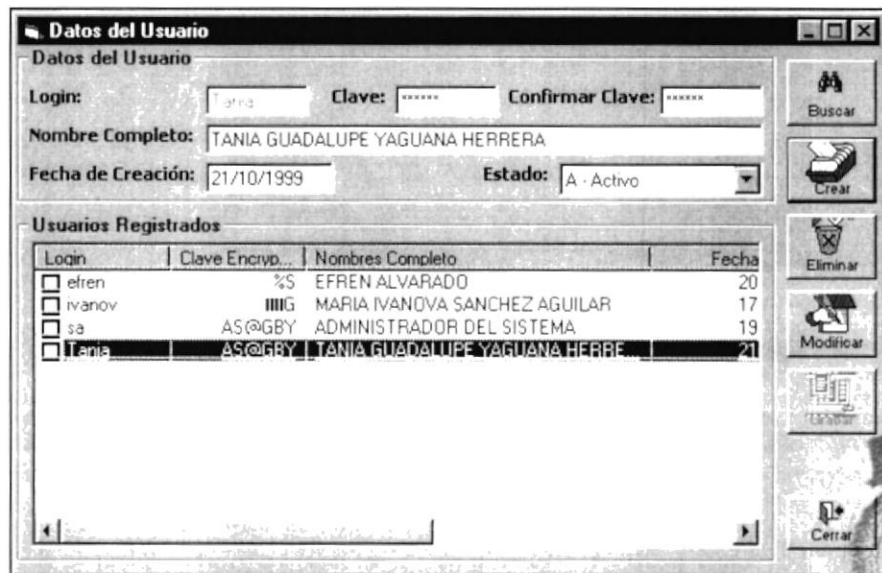 Datos del Usuario
Datos del Usuario
Login: Tania Clave: ****** Confirmar Clave: ******
Nombre Completo: TANIA GUADALUPE YAGUANA HERRERA
Fecha de Creación: 21/10/1999 Estado: A - Activo
Usuarios Registrados
Login Clave Encryp... Nombres Completo Fecha
efren %S EFREN ALVARADO 20
ivanov G MARIA IVANOVA SANCHEZ AGUILAR 17
sa AS@GBY ADMINISTRADOR DEL SISTEMA 19
Tania AS@GBY TANIA GUADALUPE YAGUANA HERRE... 21
Buscar
Crear
Eliminar
Modificar
Grabar
Cerrar